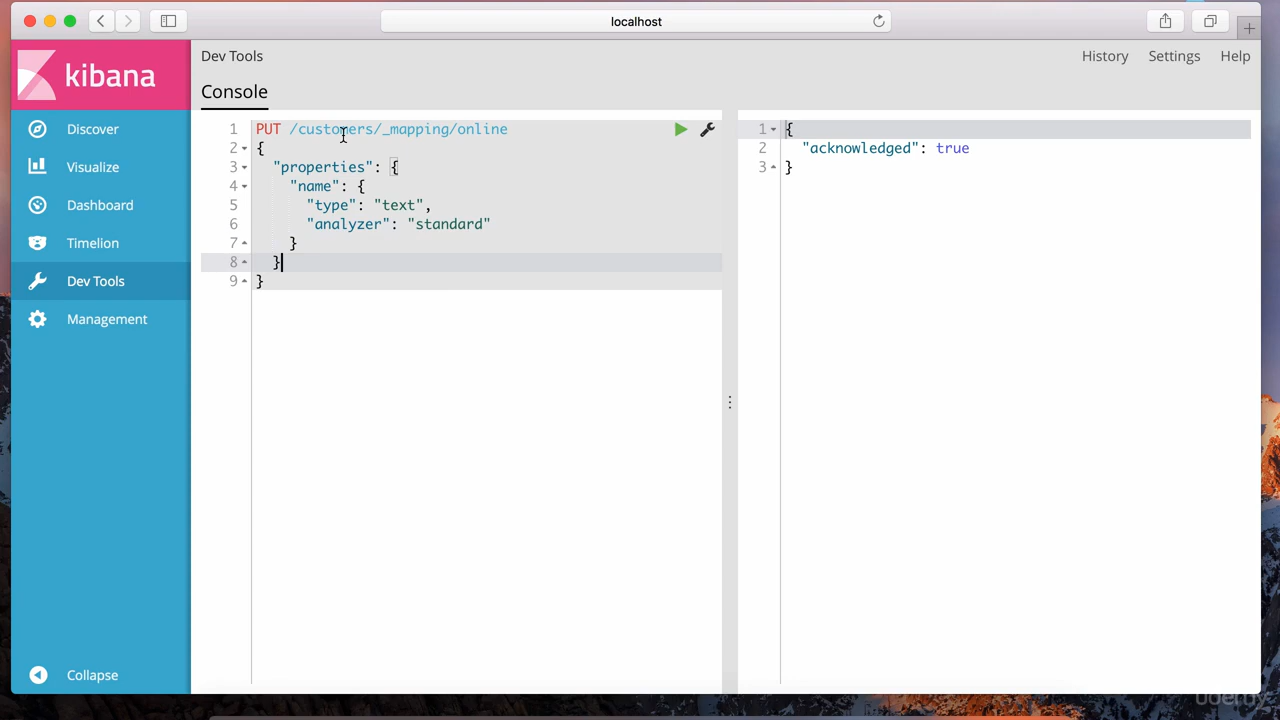 localhost
kibana
Discover
Visualize
Dashboard
Timelion
Dev Tools
Management
Collapse
Dev Tools
History Settings Help
Console
1 PUT /customers/_mapping/online
2 {
3 "properties": {
4 "name": {
5 "type": "text",
6 "analyzer": "standard"
7 }
8 }
9 }
1 {
2 "acknowledged": true
3 }
udemy